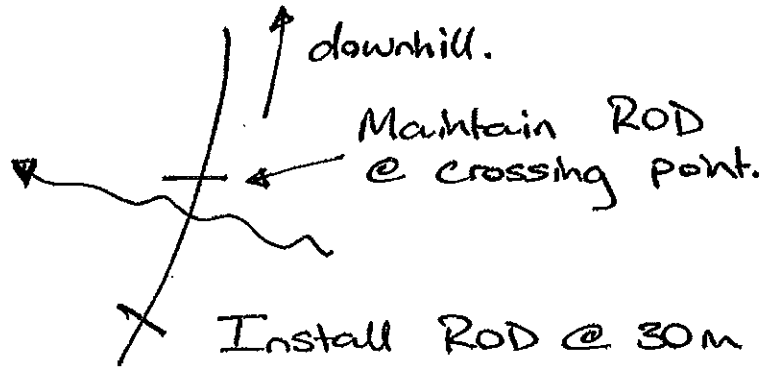 downhill.
Maintain ROD
@ crossing point.
Install ROD @ 30m